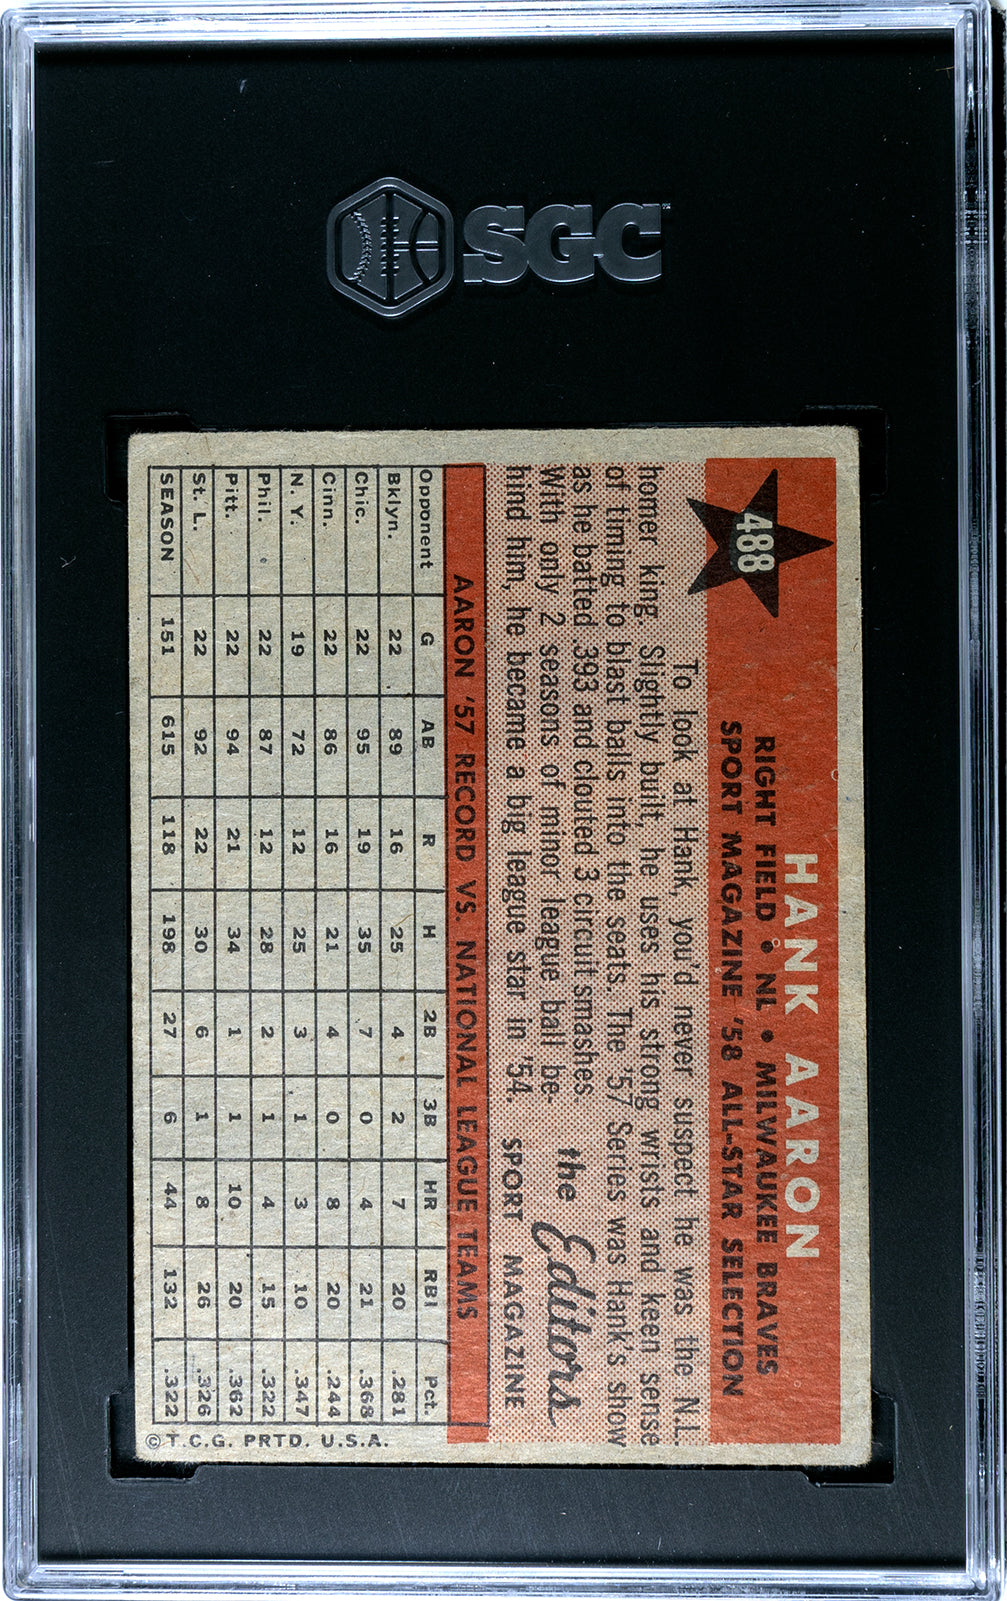 SGC
488
HANK AARON
RIGHT FIELD • NL • MILWAUKEE BRAVES
SPORT MAGAZINE '58 ALL-STAR SELECTION
To look at Hank, you'd never suspect he was the N.L.
homer king. Slightly built, he uses his strong wrists and keen sense
of timing to blast balls into the seats. The '57 Series was Hank's show
as he batted .393 and clouted 3 circuit smashes.
With only 2 seasons of minor league ball be-
hind him, he became a big league star in '54.
the Editors
SPORT MAGAZINE
AARON '57 RECORD VS. NATIONAL LEAGUE TEAMS
Opponent G AB R H 2B 3B HR RBI Pct.
Bklyn. 22 89 16 25 4 2 7 20 .281
Chic. 22 95 19 35 7 0 4 21 .368
Cinn. 22 86 16 21 4 0 8 20 .244
N. Y. 19 72 12 25 3 1 3 10 .347
Phil. 22 87 12 28 2 1 4 15 .322
Pitt. 22 94 21 34 1 1 10 20 .362
St. L. 22 92 22 30 6 1 8 26 .326
SEASON 151 615 118 198 27 6 44 132 .322
© T.C.G. PRTD. U.S.A.